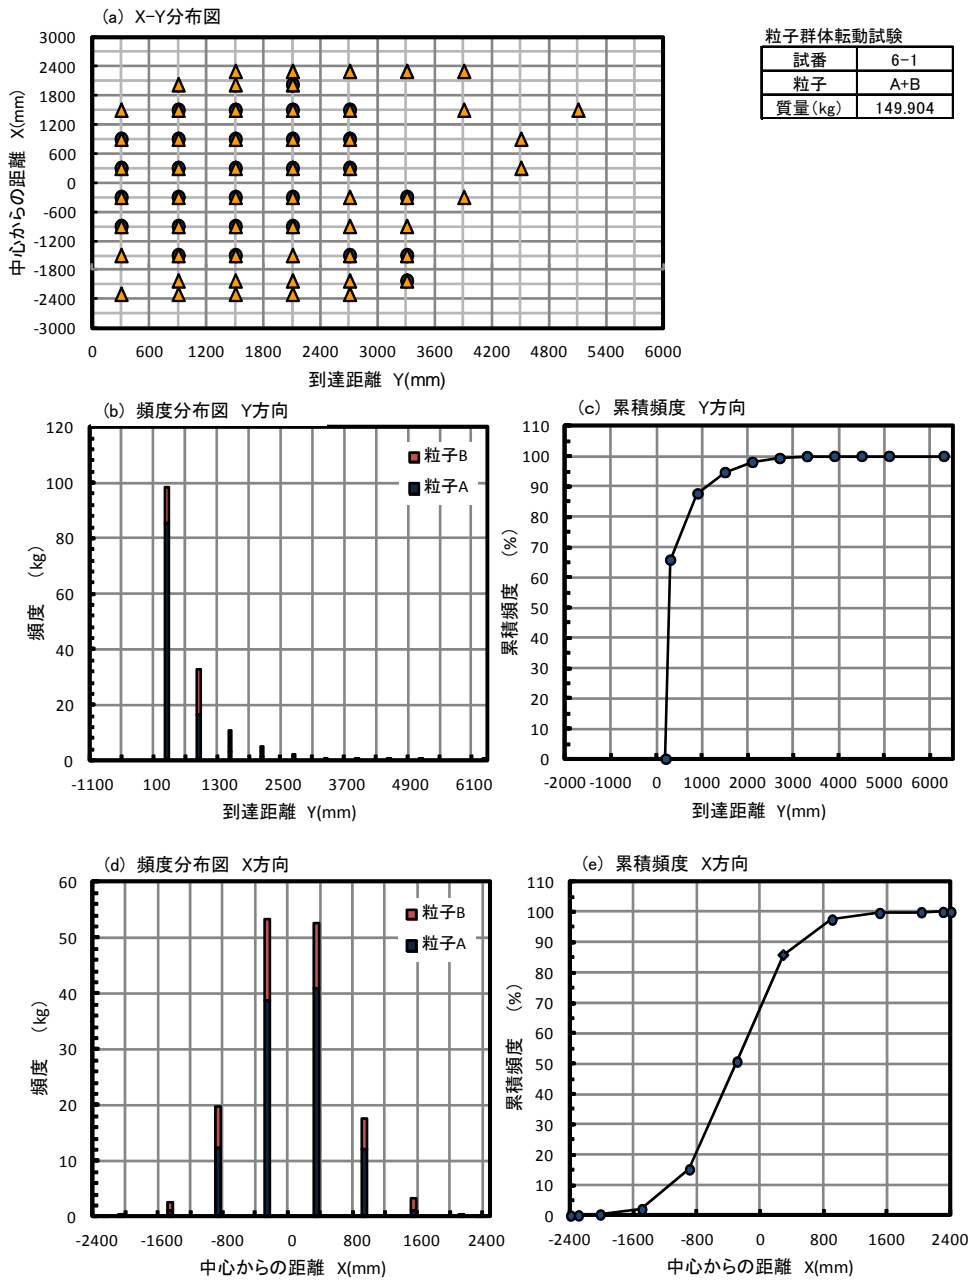 (a) X-Y分布図
3000
2400
1800
1200
600
0
-600
-1200
-1800
-2400
-3000
中心からの距離 X(mm)
0 600 1200 1800 2400 3000 3600 4200 4800 5400 6000
到達距離 Y(mm)
粒子群体転動試験
試番 6-1
粒子 A+B
質量(kg) 149.904
(b) 頻度分布図 Y方向
120
100
80
60
40
20
0
頻度 (kg)
粒子B
粒子A
-1100 100 1300 2500 3700 4900 6100
到達距離 Y(mm)
(c) 累積頻度 Y方向
110
100
90
80
70
60
50
40
30
20
10
0
累積頻度 (%)
-2000 -1000 0 1000 2000 3000 4000 5000 6000
到達距離 Y(mm)
(d) 頻度分布図 X方向
60
50
40
30
20
10
0
頻度 (kg)
粒子B
粒子A
-2400 -1600 -800 0 800 1600 2400
中心からの距離 X(mm)
(e) 累積頻度 X方向
110
100
90
80
70
60
50
40
30
20
10
0
累積頻度 (%)
-2400 -1600 -800 0 800 1600 2400
中心からの距離 X(mm)